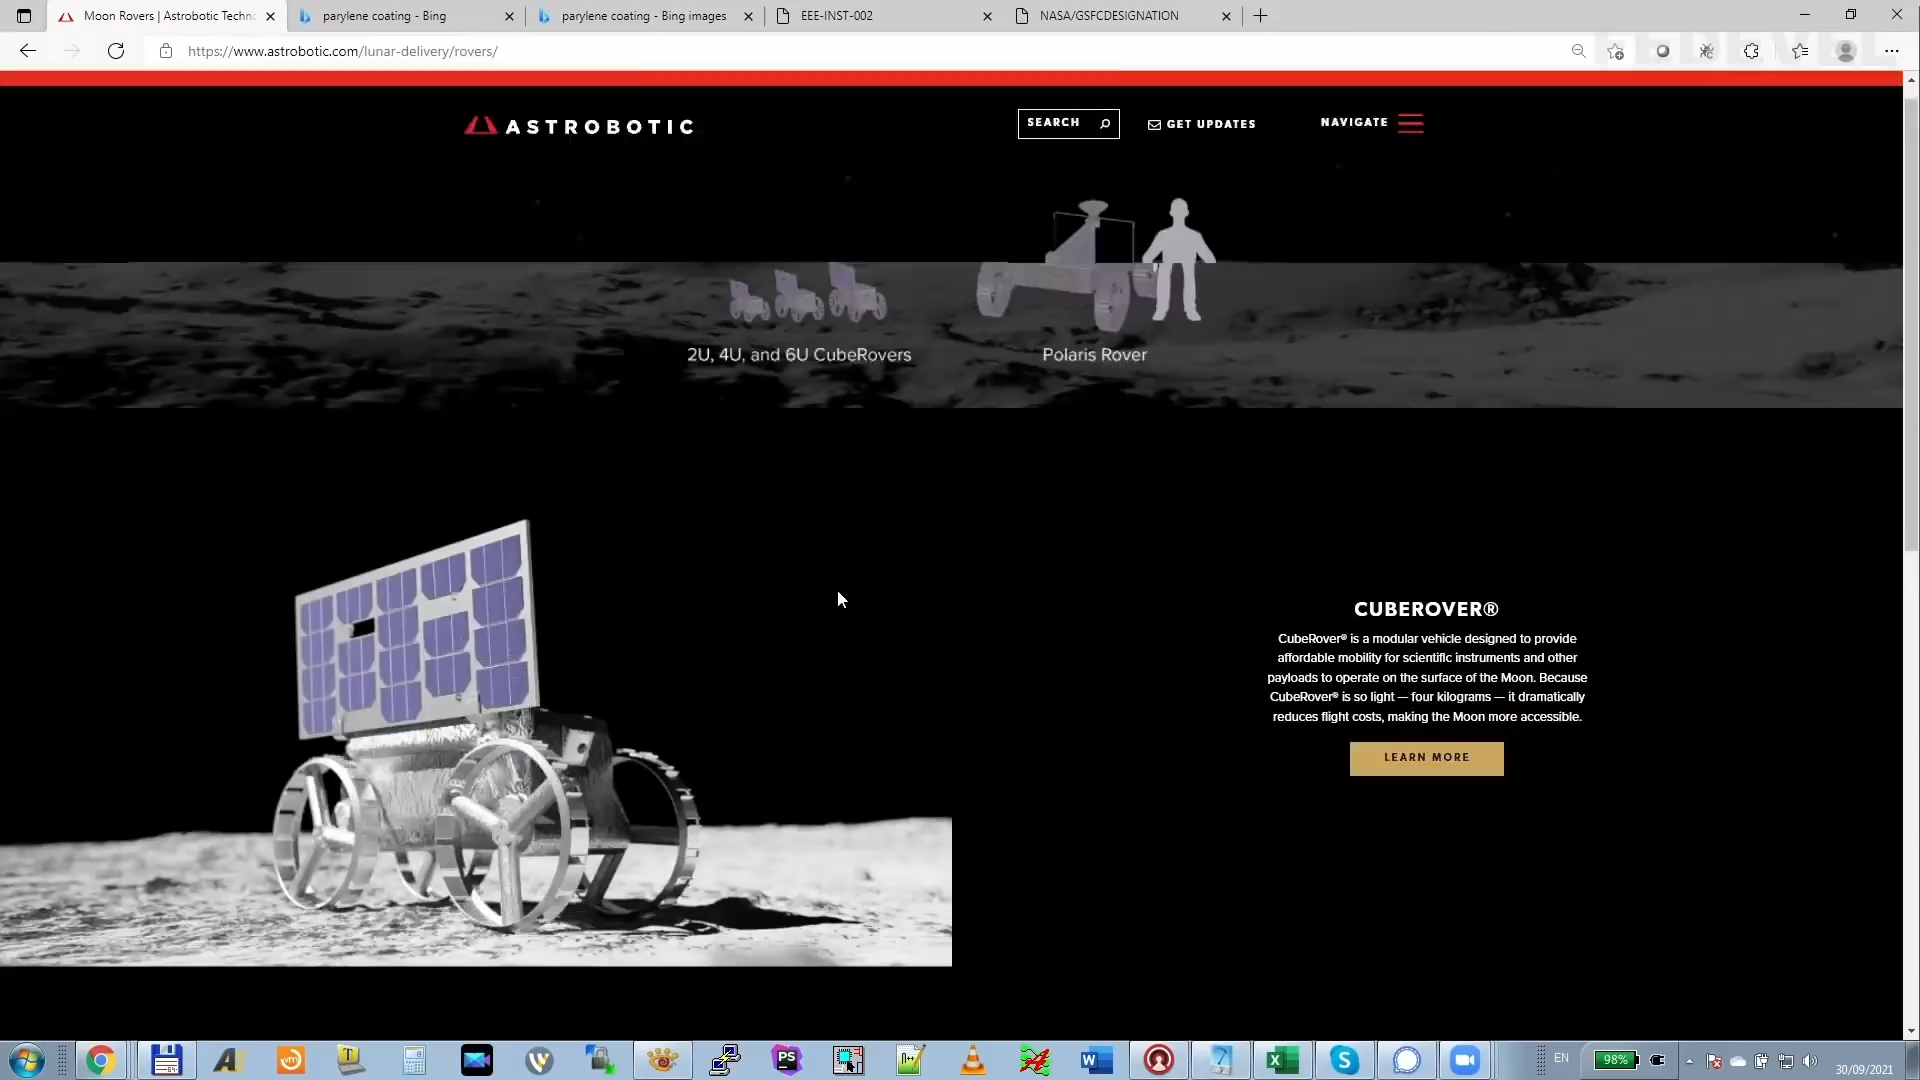 Moon Rovers | Astrobotic Techno
parylene coating - Bing
parylene coating - Bing images
EEE-INST-002
NASA/GSFCDESIGNATION
https://www.astrobotic.com/lunar-delivery/rovers/
ASTROBOTIC
SEARCH
GET UPDATES
NAVIGATE
2U, 4U, and 6U CubeRovers
Polaris Rover
CUBEROVER®
CubeRover® is a modular vehicle designed to provide
affordable mobility for scientific instruments and other
payloads to operate on the surface of the Moon. Because
CubeRover® is so light — four kilograms — it dramatically
reduces flight costs, making the Moon more accessible.
LEARN MORE
EN
98%
30/09/2021